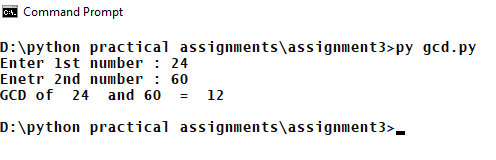 Command Prompt
D:\python practical assignments\assignment3>py gcd.py
Enter 1st number : 24
Enetr 2nd number : 60
GCD of  24  and 60  =  12
D:\python practical assignments\assignment3>